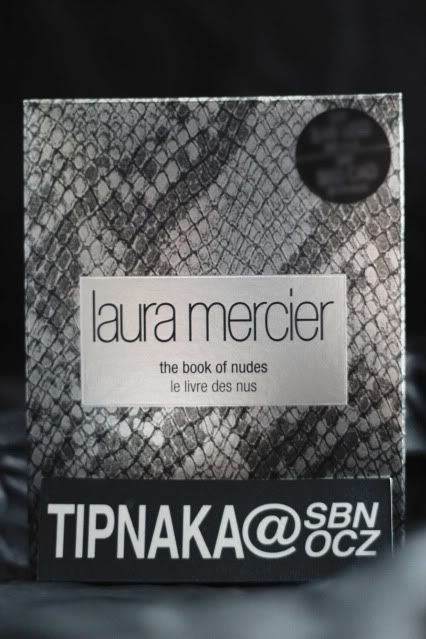 laura mercier
the book of nudes
le livre des nus
TIPNAKA@SBN
OCZ